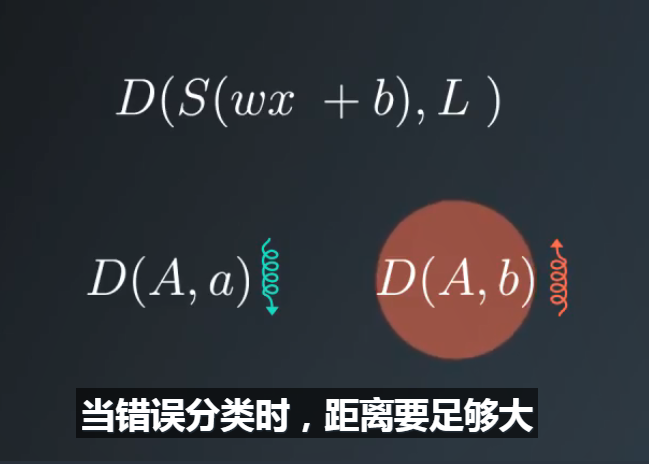 D(S(wx + b), L )
D(A, a) D(A, b)
当错误分类时，距离要足够大